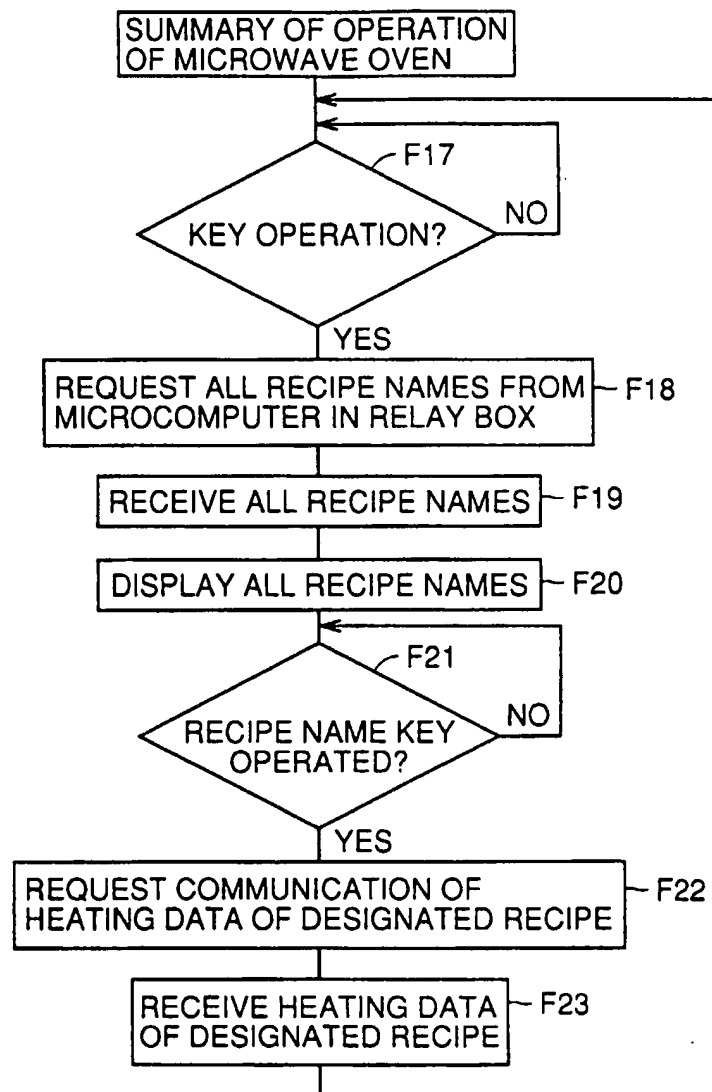 SUMMARY OF OPERATION
OF MICROWAVE OVEN
F17
NO
KEY OPERATION?
YES
REQUEST ALL RECIPE NAMES FROM
MICROCOMPUTER IN RELAY BOX
F18
RECEIVE ALL RECIPE NAMES
F19
DISPLAY ALL RECIPE NAMES
F20
F21
NO
RECIPE NAME KEY
OPERATED?
YES
REQUEST COMMUNICATION OF
HEATING DATA OF DESIGNATED RECIPE
F22
RECEIVE HEATING DATA
OF DESIGNATED RECIPE
F23